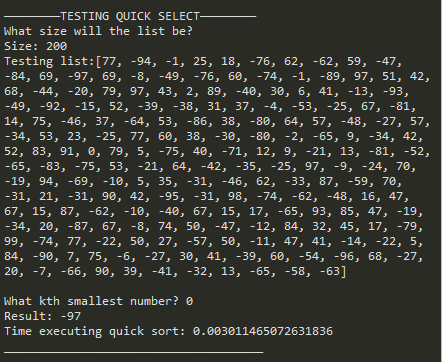 ________TESTING QUICK SELECT________
What size will the list be?
Size: 200
Testing list:[77, -94, -1, 25, 18, -76, 62, -62, 59, -47,
-84, 69, -97, 69, -8, -49, -76, 60, -74, -1, -89, 97, 51, 42,
68, -44, -20, 79, 97, 43, 2, 89, -40, 30, 6, 41, -13, -93,
-49, -92, -15, 52, -39, -38, 31, 37, -4, -53, -25, 67, -81,
14, 75, -46, 37, -64, 53, -86, 38, -80, 64, 57, -48, -27, 57,
-34, 53, 23, -25, 77, 60, 38, -30, -80, -2, -65, 9, -34, 42,
52, 83, 91, 0, 79, 5, -75, 40, -71, 12, 9, -21, 13, -81, -52,
-65, -83, -75, 53, -21, 64, -42, -35, -25, 97, -9, -24, 70,
-19, 94, -69, -10, 5, 35, -31, -46, 62, -33, 87, -59, 70,
-31, 21, -31, 90, 42, -95, -31, 98, -74, -62, -48, 16, 47,
67, 15, 87, -62, -10, -40, 67, 15, 17, -65, 93, 85, 47, -19,
-34, 20, -87, 67, -8, 74, 50, -47, -12, 84, 32, 45, 17, -79,
99, -74, 77, -22, 50, 27, -57, 50, -11, 47, 41, -14, -22, 5,
84, -90, 7, 75, -6, -27, 30, 41, -39, 60, -54, -96, 68, -27,
20, -7, -66, 90, 39, -41, -32, 13, -65, -58, -63]
What kth smallest number? 0
Result: -97
Time executing quick sort: 0.003011465072631836